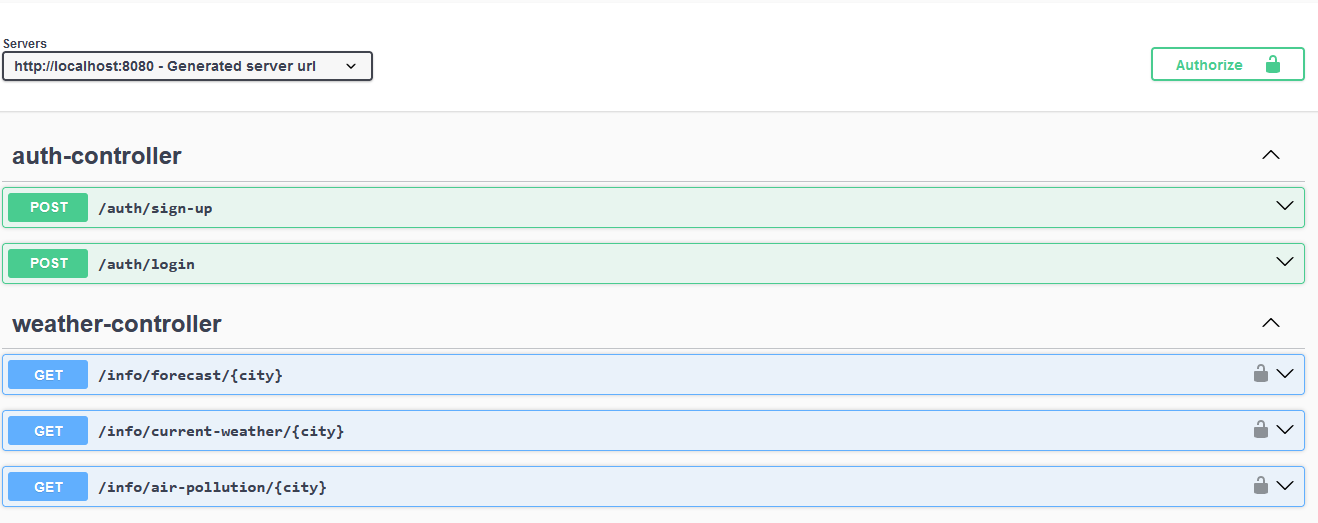 Servers
http://localhost:8080 - Generated server url
Authorize
auth-controller
POST /auth/sign-up
POST /auth/login
weather-controller
GET /info/forecast/{city}
GET /info/current-weather/{city}
GET /info/air-pollution/{city}